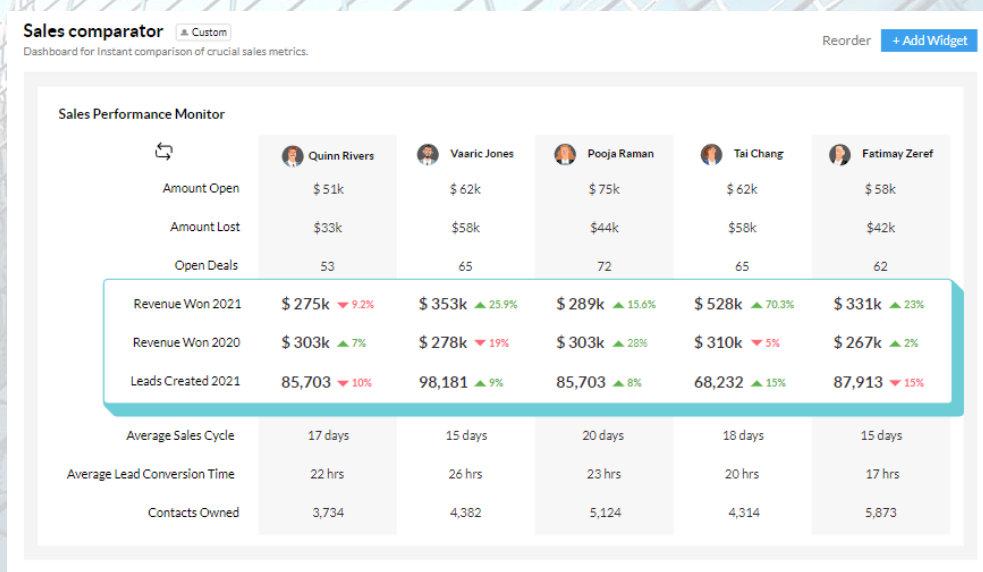 Sales comparator Custom
Dashboard for Instant comparison of crucial sales metrics.
Reorder + Add Widget
Sales Performance Monitor
Quinn Rivers Vaaric Jones Pooja Raman Tai Chang Fatimay Zeref
Amount Open $ 51k $ 62k $ 75k $ 62k $ 58k
Amount Lost $33k $58k $44k $58k $42k
Open Deals 53 65 72 65 62
Revenue Won 2021 $ 275k ▼ 9.2% $ 353k ▲ 25.9% $ 289k ▲ 15.6% $ 528k ▲ 70.3% $ 331k ▲ 23%
Revenue Won 2020 $ 303k ▲ 7% $ 278k ▼ 19% $ 303k ▲ 28% $ 310k ▼ 5% $ 267k ▲ 2%
Leads Created 2021 85,703 ▼ 10% 98,181 ▲ 9% 85,703 ▲ 8% 68,232 ▲ 15% 87,913 ▼ 15%
Average Sales Cycle 17 days 15 days 20 days 18 days 15 days
Average Lead Conversion Time 22 hrs 26 hrs 23 hrs 20 hrs 17 hrs
Contacts Owned 3,734 4,382 5,124 4,314 5,873